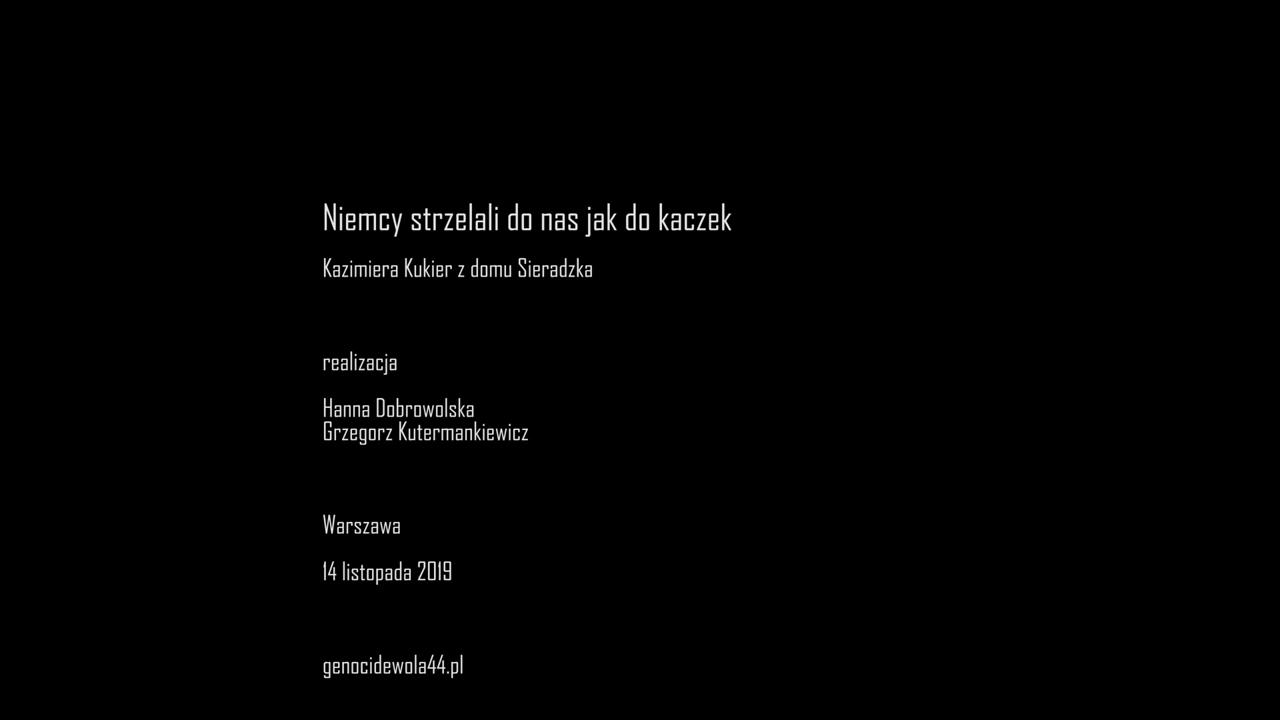 Niemcy strzelali do nas jak do kaczek
Kazimiera Kukier z domu Sieradzka
realizacja
Hanna Dobrowolska
Grzegorz Kutermankiewicz
Warszawa
14 listopada 2019
genocidewola44.pl